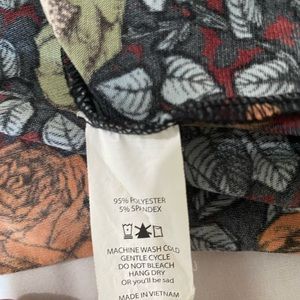 95% POLYESTER
5% SPANDEX
MACHINE WASH COLD
GENTLE CYCLE
DO NOT BLEACH
HANG DRY
OR you'll be sad
MADE IN VIETNAM